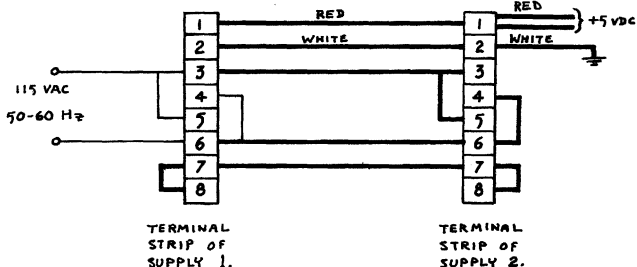 RED
RED
1
1
+5 VDC
WHITE
WHITE
2
2
3
3
115 VAC
4
4
50-60 Hz
5
5
6
6
7
7
8
8
TERMINAL
STRIP OF
SUPPLY 1.
TERMINAL
STRIP OF
SUPPLY 2.